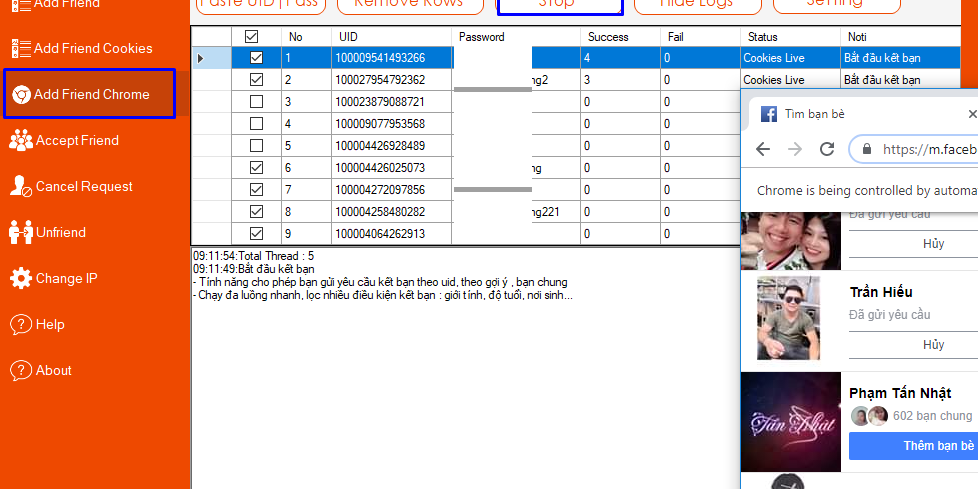 Add Friend
Add Friend Cookies
Add Friend Chrome
Accept Friend
Cancel Request
Unfriend
Change IP
Help
About
Paste UID | Pass
Remove Rows
Stop
Hide Logs
Setting
No UID Password Success Fail Status Noti
1 100009541493266 4 0 Cookies Live Bắt đầu kết bạn
2 100027954792362 ng2 3 0 Cookies Live Bắt đầu kết bạn
3 100023879088721 0 0
4 100009077953568 0 0
5 100004426928489 0 0
6 100004426025073 ng 0 0
7 100004272097856 0 0
8 100004258480282 ng221 0 0
9 100004064262913 0 0
09:11:54:Total Thread : 5
09:11:49:Bắt đầu kết bạn
- Tính năng cho phép bạn gửi yêu cầu kết bạn theo uid, theo gợi ý , bạn chung
- Chạy đa luồng nhanh, lọc nhiều điều kiện kết bạn : giới tính, độ tuổi, nơi sinh...
Tìm bạn bè
https://m.faceb
Chrome is being controlled by automa
Đã gửi yêu cầu
Hủy
Trần Hiếu
Đã gửi yêu cầu
Hủy
Tấn Nhật
Phạm Tấn Nhật
602 bạn chung
Thêm bạn bè